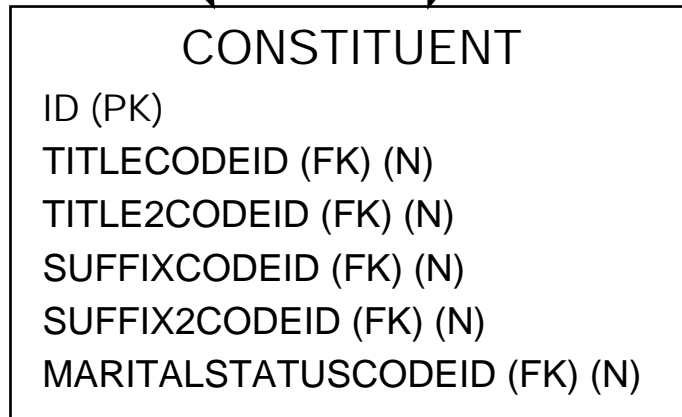 CONSTITUENT
ID (PK)
TITLECODEID (FK) (N)
TITLE2CODEID (FK) (N)
SUFFIXCODEID (FK) (N)
SUFFIX2CODEID (FK) (N)
MARITALSTATUSCODEID (FK) (N)